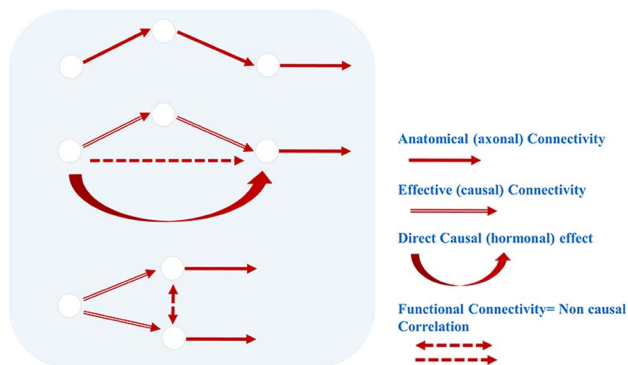 Anatomical (axonal) Connectivity
Effective (causal) Connectivity
Direct Causal (hormonal) effect
Functional Connectivity= Non causal
Correlation